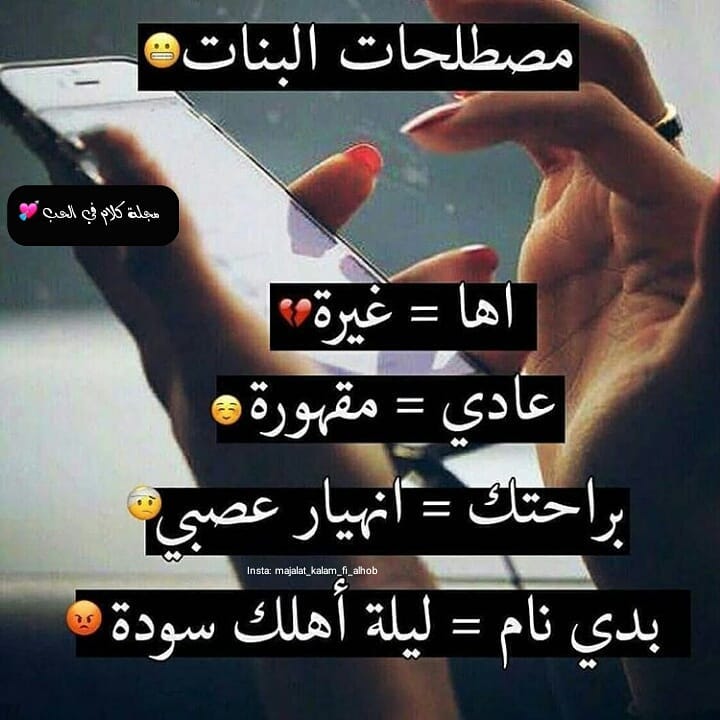 مصطلحات البنات😬
مجلة كلام في الحب 💘
اها = غيرة💔
عادي = مقهورة☺️
براحتك = انهيار عصبي🤕
Insta: majalat_kalam_fi_alhob
بدي نام = ليلة أهلك سودة😡